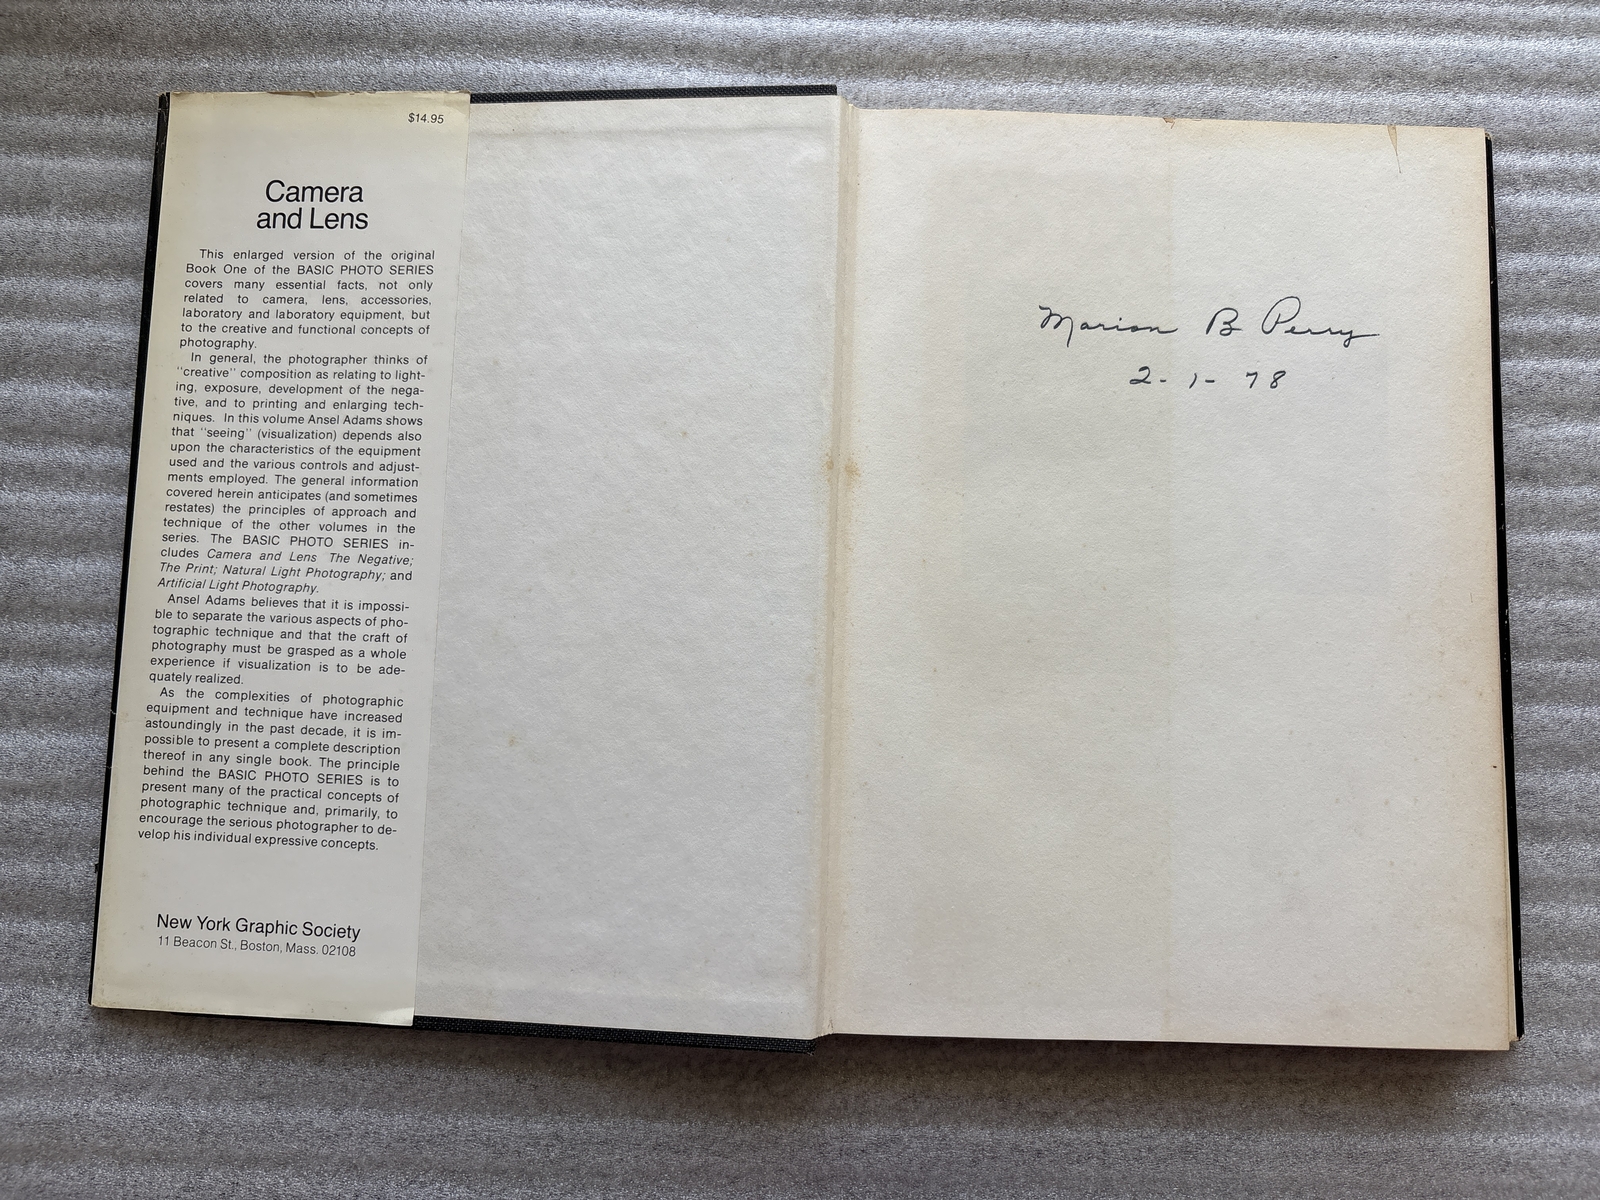 $14.95
Camera
and Lens
This enlarged version of the original
Book One of the BASIC PHOTO SERIES
covers many essential facts, not only
related to camera, lens, accessories,
laboratory and laboratory equipment, but
to the creative and functional concepts of
photography.
In general, the photographer thinks of
"creative" composition as relating to light-
ing, exposure, development of the nega-
tive, and to printing and enlarging tech-
niques. In this volume Ansel Adams shows
that "seeing" (visualization) depends also
upon the characteristics of the equipment
used and the various controls and adjust-
ments employed. The general information
covered herein anticipates (and sometimes
restates) the principles of approach and
technique of the other volumes in the
series. The BASIC PHOTO SERIES in-
cludes Camera and Lens The Negative;
The Print; Natural Light Photography; and
Artificial Light Photography.
Ansel Adams believes that it is impossi-
ble to separate the various aspects of pho-
tographic technique and that the craft of
photography must be grasped as a whole
experience if visualization is to be ade-
quately realized.
As the complexities of photographic
equipment and technique have increased
astoundingly in the past decade, it is im-
possible to present a complete description
thereof in any single book. The principle
behind the BASIC PHOTO SERIES is to
present many of the practical concepts of
photographic technique and, primarily, to
encourage the serious photographer to de-
velop his individual expressive concepts.
New York Graphic Society
11 Beacon St., Boston, Mass. 02108
Marion B Perry
2-1-78